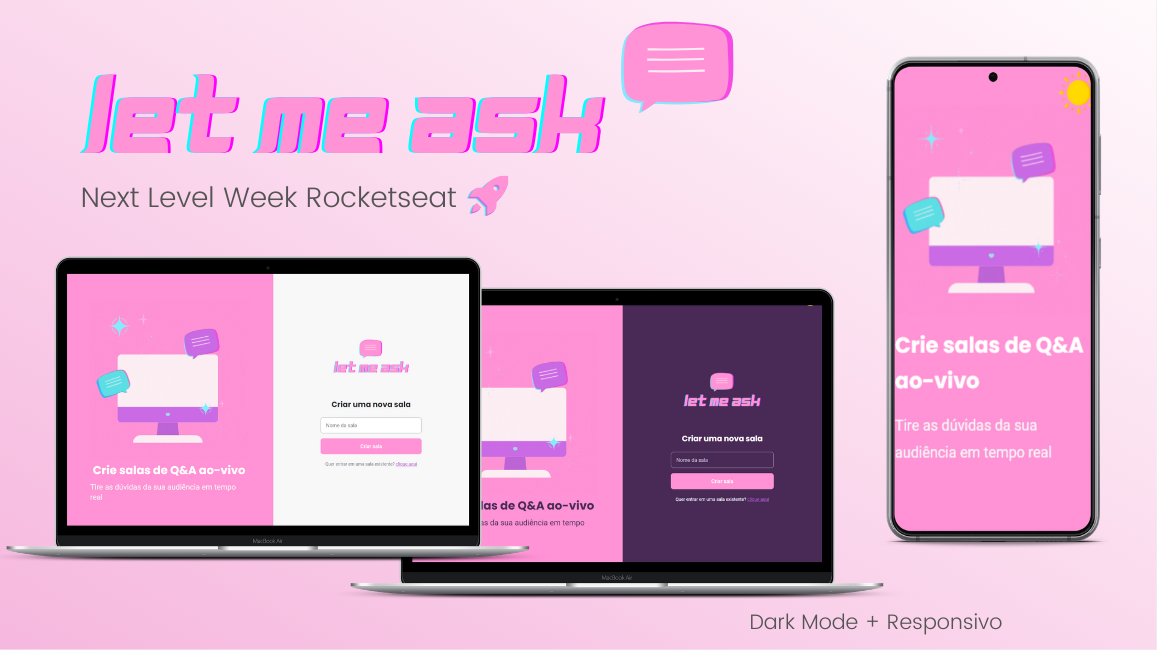 let me ask
Next Level Week Rocketseat
let me ask
Criar uma nova sala
Nome da sala
Criar sala
Quer entrar em uma sala existente? clique aqui
Crie salas de Q&A ao-vivo
Tire as dúvidas da sua audiência em tempo
real
MacBook Air
let me ask
Criar uma nova sala
Nome da sala
Criar sala
Quer entrar em uma sala existente? clique aqui
las de Q&A ao-vivo
as da sua audiência em tempo
MacBook Air
Crie salas de Q&A
ao-vivo
Tire as dúvidas da sua
audiência em tempo real
Dark Mode + Responsivo